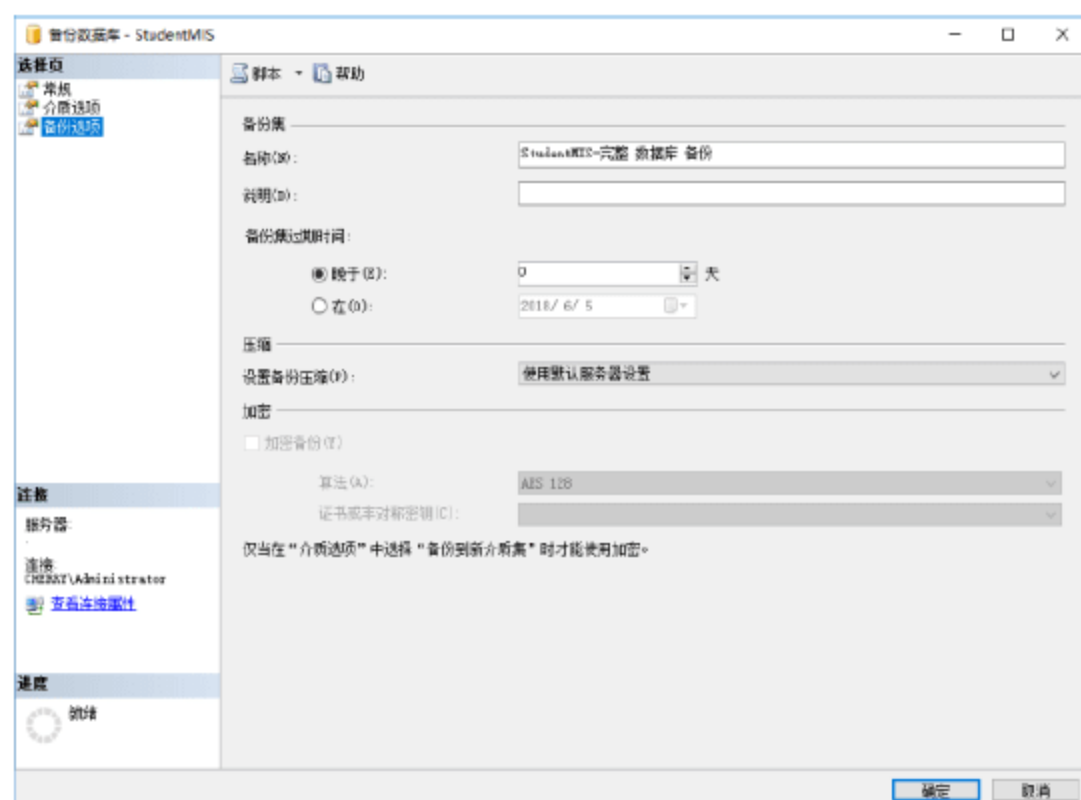 备份数据库 - StudentMIS
选择页
常规
介质选项
备份选项
脚本
帮助
备份集
名称(N):
StudentMIS-完整 数据库 备份
说明(D):
备份集过期时间:
晚于(E):
0
天
在(O):
2018/ 6/ 5
压缩
设置备份压缩(P):
使用默认服务器设置
加密
加密备份(Y)
算法(A):
AES 128
证书或非对称密钥(C):
仅当在“介质选项”中选择“备份到新介质集”时才能使用加密。
连接
服务器:
.
连接:
CHERRY\Administrator
查看连接属性
进度
就绪
确定
取消